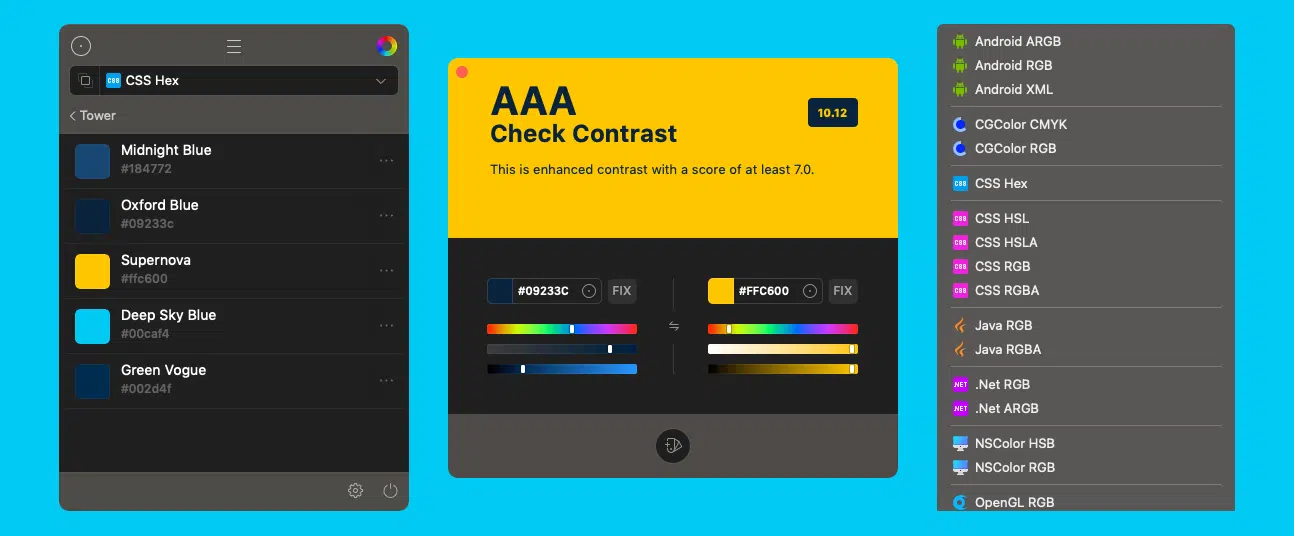 CSS CSS Hex
Tower
Midnight Blue
#184772
Oxford Blue
#09233c
Supernova
#ffc600
Deep Sky Blue
#00caf4
Green Vogue
#002d4f
AAA
Check Contrast
10.12
This is enhanced contrast with a score of at least 7.0.
#09233C FIX
#FFC600 FIX
Android ARGB
Android RGB
Android XML
CGColor CMYK
CGColor RGB
CSS CSS Hex
CSS CSS HSL
CSS CSS HSLA
CSS CSS RGB
CSS CSS RGBA
Java RGB
Java RGBA
.NET .Net RGB
.NET .Net ARGB
NSColor HSB
NSColor RGB
OpenGL RGB